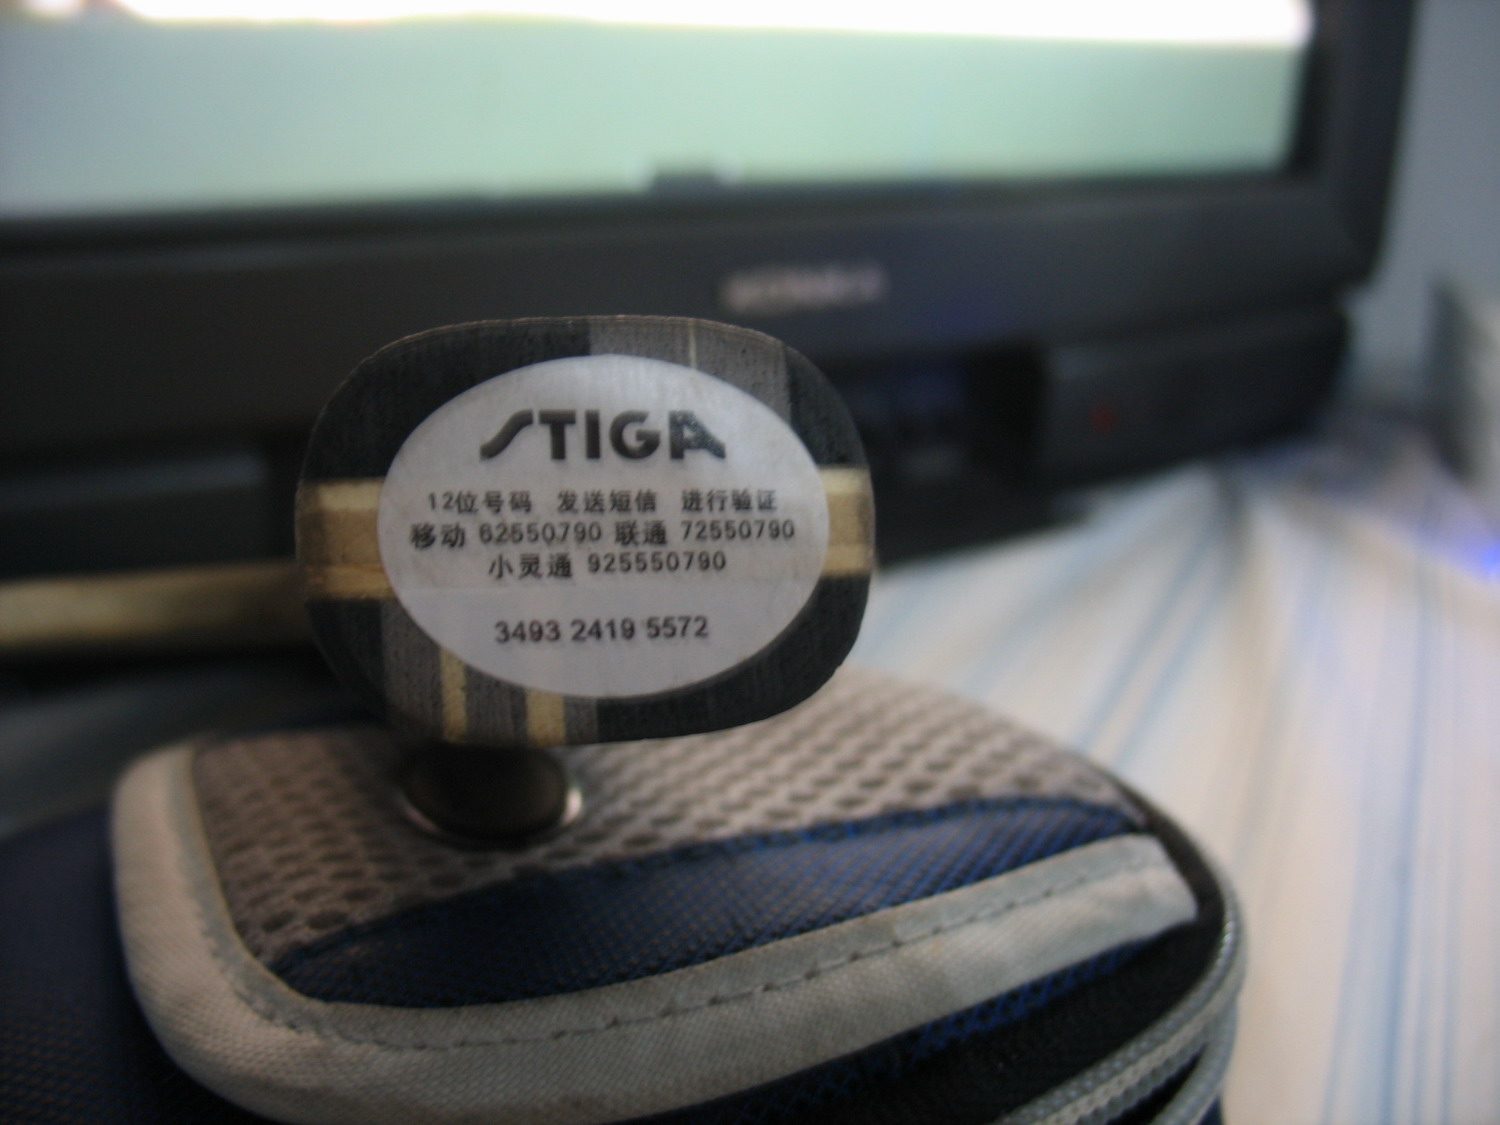 STIGA
12位号码 发送短信 进行验证
移动 62550790 联通 72550790
小灵通 925550790
3493 2419 5572